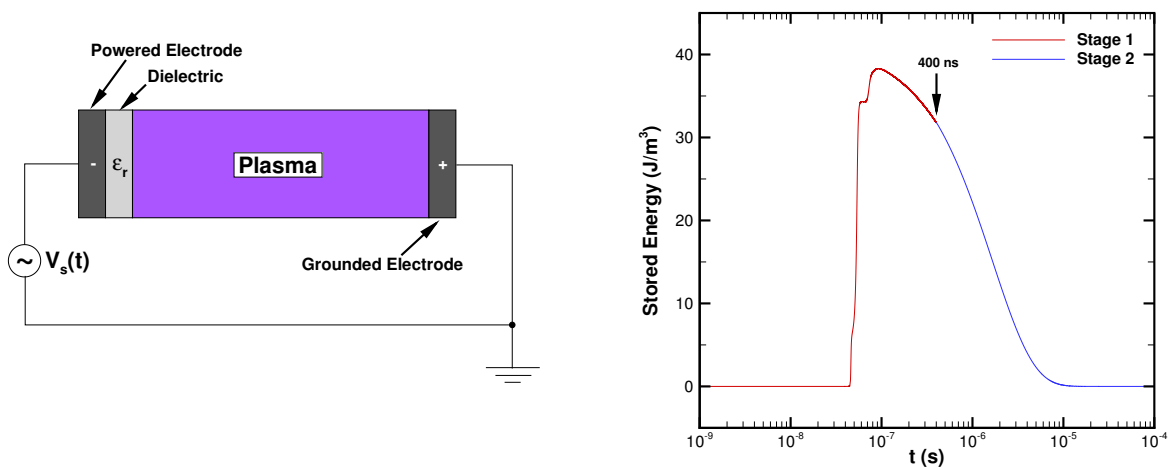 Powered Electrode
Dielectric
-
εr
Plasma
+
Vs(t)
~
Grounded Electrode
Stored Energy (J/m³)
40
30
20
10
0
10⁻⁹
10⁻⁸
10⁻⁷
10⁻⁶
10⁻⁵
10⁻⁴
t (s)
400 ns
Stage 1
Stage 2